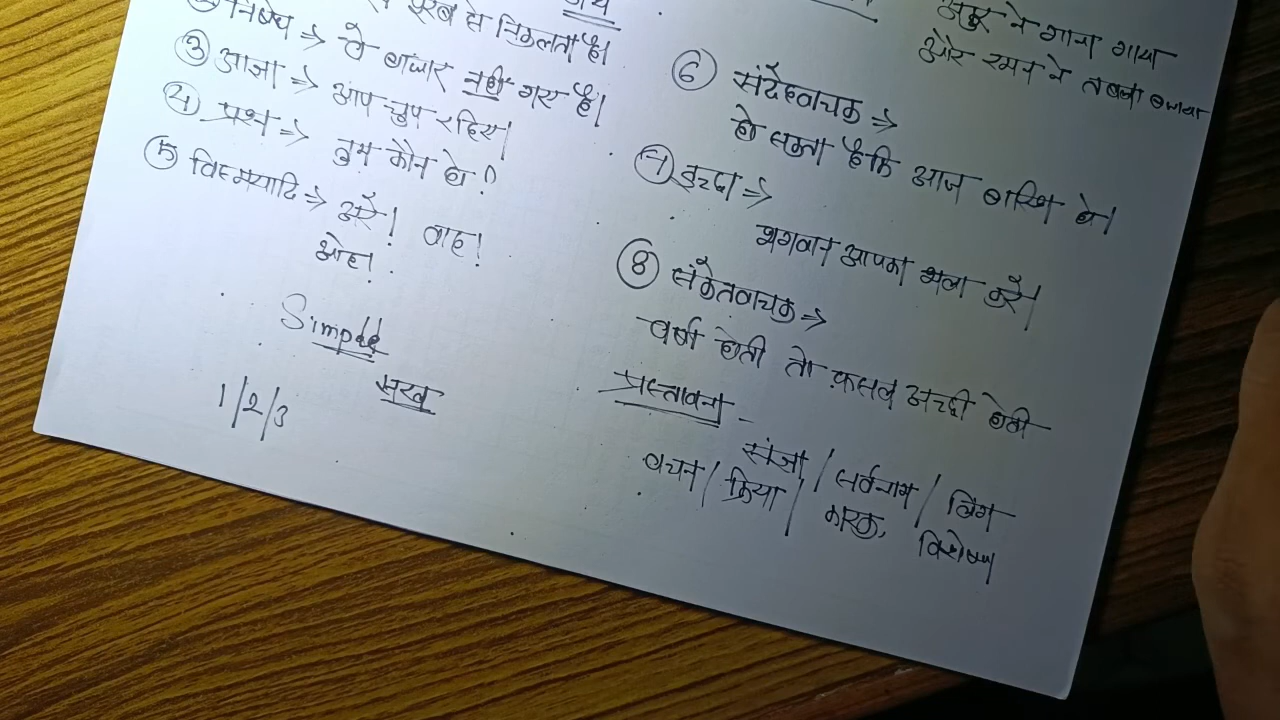 पूरब से निकलता है।
② निषेध ⇒ वे बाजार नहीं गए हैं।
③ आज्ञा ⇒ आप चुप रहिए।
④ प्रश्न ⇒ तुम कौन हो?
⑤ विस्मयादि ⇒ अरे! वाह!
ओह!
Simple
सरल
1/2/3
ने गाना गाया
और रमन ने तबला बजाया
⑥ संदेहवाचक ⇒
हो सकता है कि आज बारिश हो।
⑦ इच्छा ⇒
भगवान आपका भला करें।
⑧ संकेतवाचक ⇒
वर्षा होती तो फ़सल अच्छी होती
प्रस्तावना -
संज्ञा / सर्वनाम / लिंग
वचन / क्रिया / कारक, विशेषण